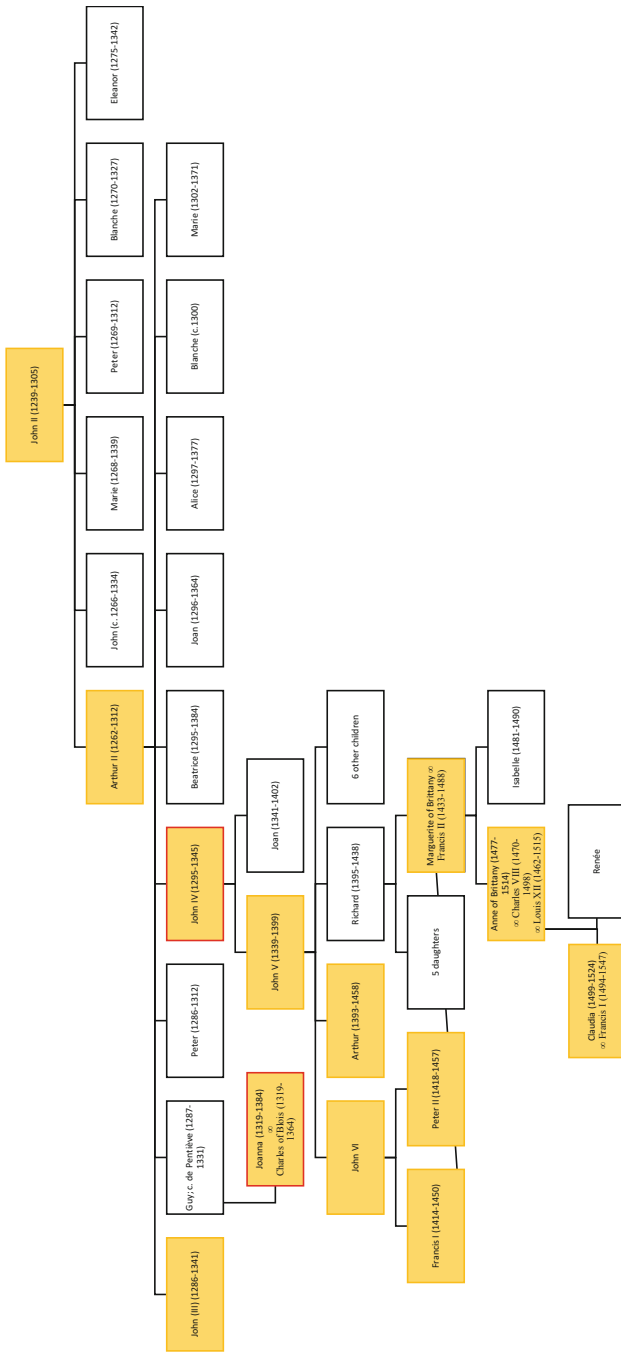 John II (1239-1305)
Arthur II (1262-1312)
John (c. 1266-1334)
Marie (1268-1339)
Peter (1269-1312)
Blanche (1270-1327)
Eleanor (1275-1342)
John (III) (1286-1341)
Guy; c. de Pentiève (1287-
1331)
Peter (1286-1312)
John IV (1295-1345)
Beatrice (1295-1384)
Joan (1296-1364)
Alice (1297-1377)
Blanche (c.1300)
Marie (1302-1371)
Joanna (1319-1384)
∞
Charles of Blois (1319-
1364)
John V (1339-1399)
Joan (1341-1402)
John VI
Arthur (1393-1458)
Richard (1395-1438)
6 other children
Francis I (1414-1450)
Peter II (1418-1457)
5 daughters
Marguerite of Brittany ∞
Francis II (1433-1488)
Anne of Brittany (1477-
1514)
∞ Charles VIII (1470-
1498)
∞ Louis XII (1462-1515)
Isabelle (1481-1490)
Claudia (1499-1524)
∞ Francis I (1494-1547)
Renée